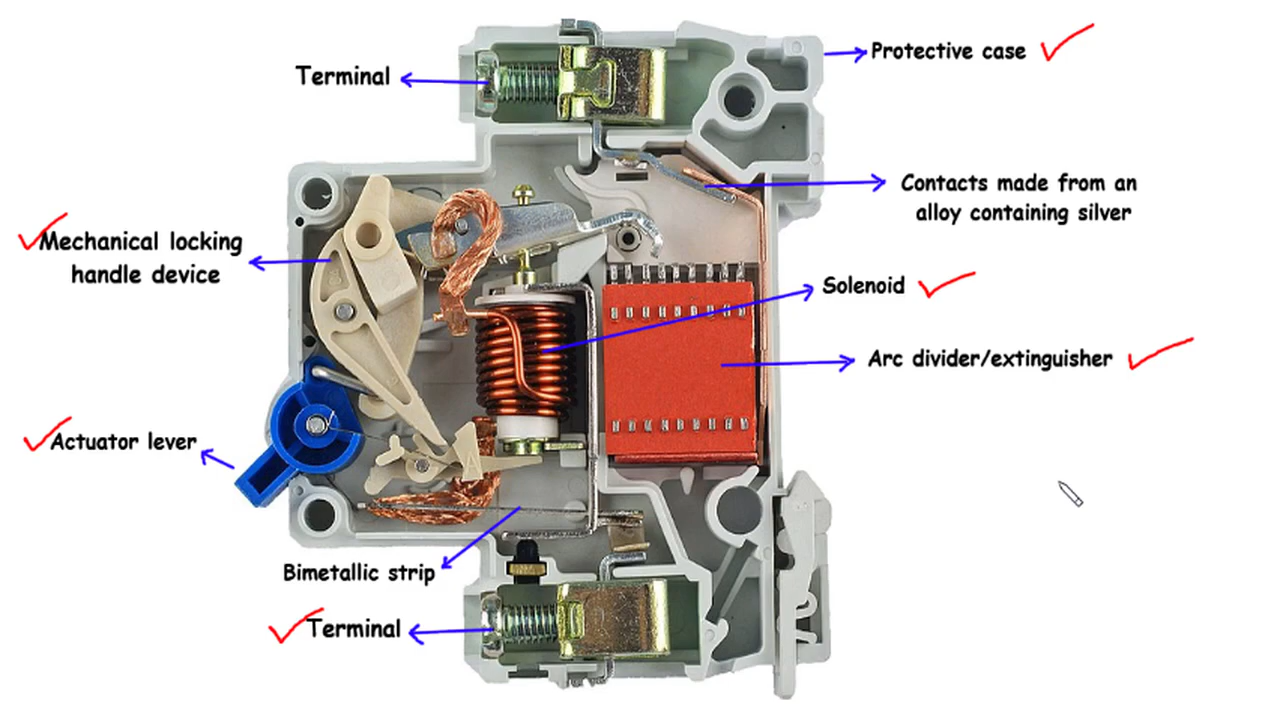 Protective case
Terminal
Contacts made from an
alloy containing silver
Mechanical locking
handle device
Solenoid
Arc divider/extinguisher
Actuator lever
Bimetallic strip
Terminal